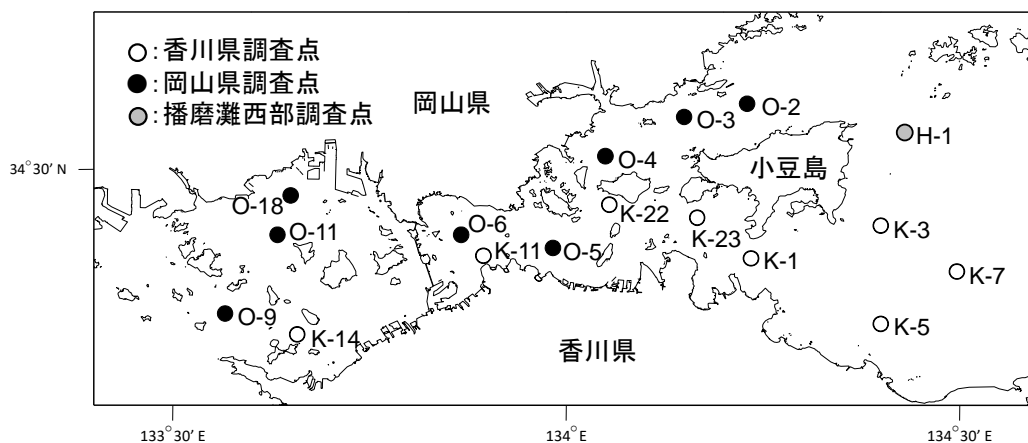 ○：香川県調査点
●：岡山県調査点
●：播磨灘西部調査点
岡山県
小豆島
香川県
O-2
O-3
H-1
O-4
O-18
K-22
O-6
K-23
K-3
O-11
K-11
O-5
K-1
K-7
O-9
K-14
K-5
34°30' N
133°30' E
134° E
134°30' E